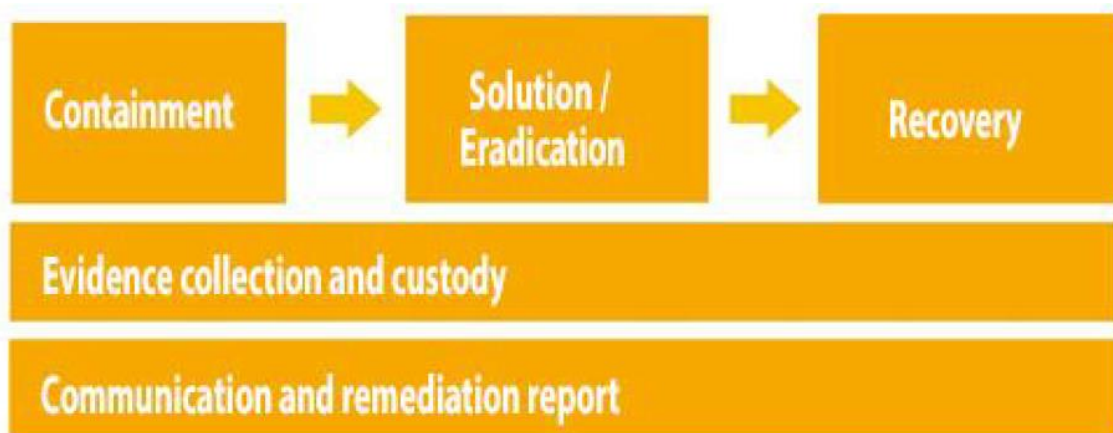 Containment
Solution /
Eradication
Recovery
Evidence collection and custody
Communication and remediation report